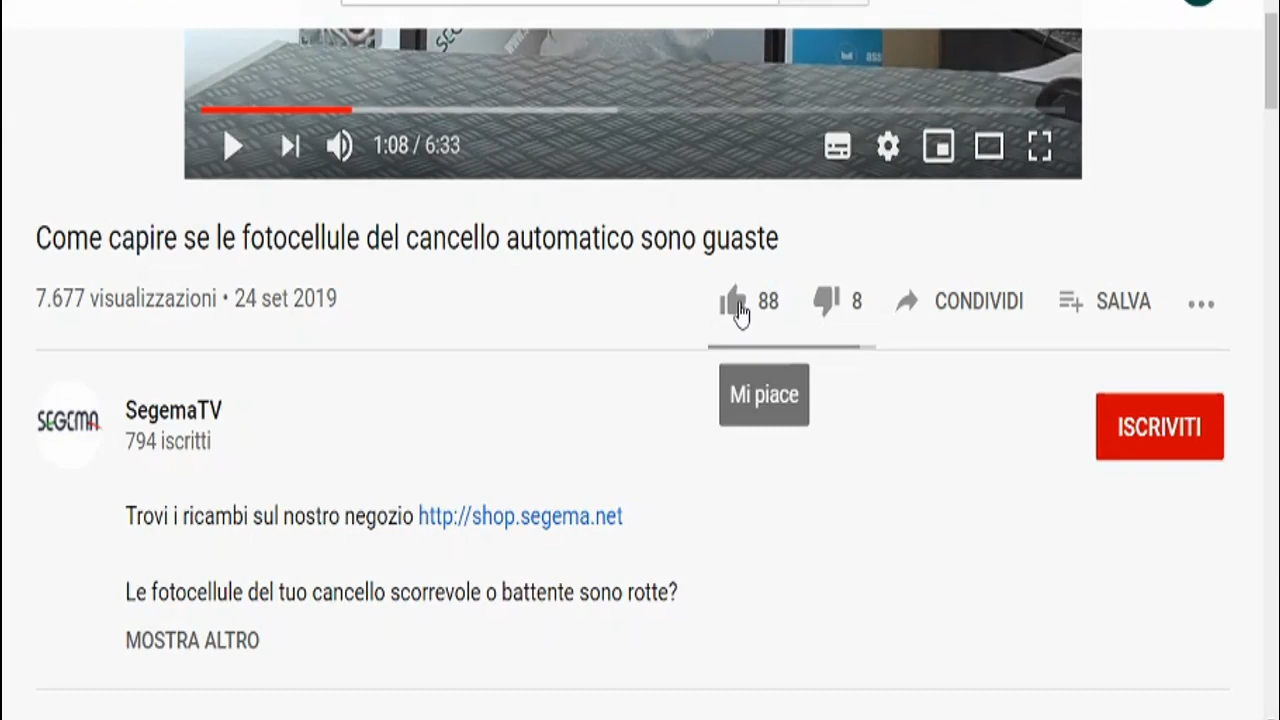 1:08 / 6:33
Come capire se le fotocellule del cancello automatico sono guaste
7.677 visualizzazioni • 24 set 2019
88 8 CONDIVIDI SALVA
Mi piace
SEGEMA
SegemaTV
794 iscritti
ISCRIVITI
Trovi i ricambi sul nostro negozio http://shop.segema.net
Le fotocellule del tuo cancello scorrevole o battente sono rotte?
MOSTRA ALTRO